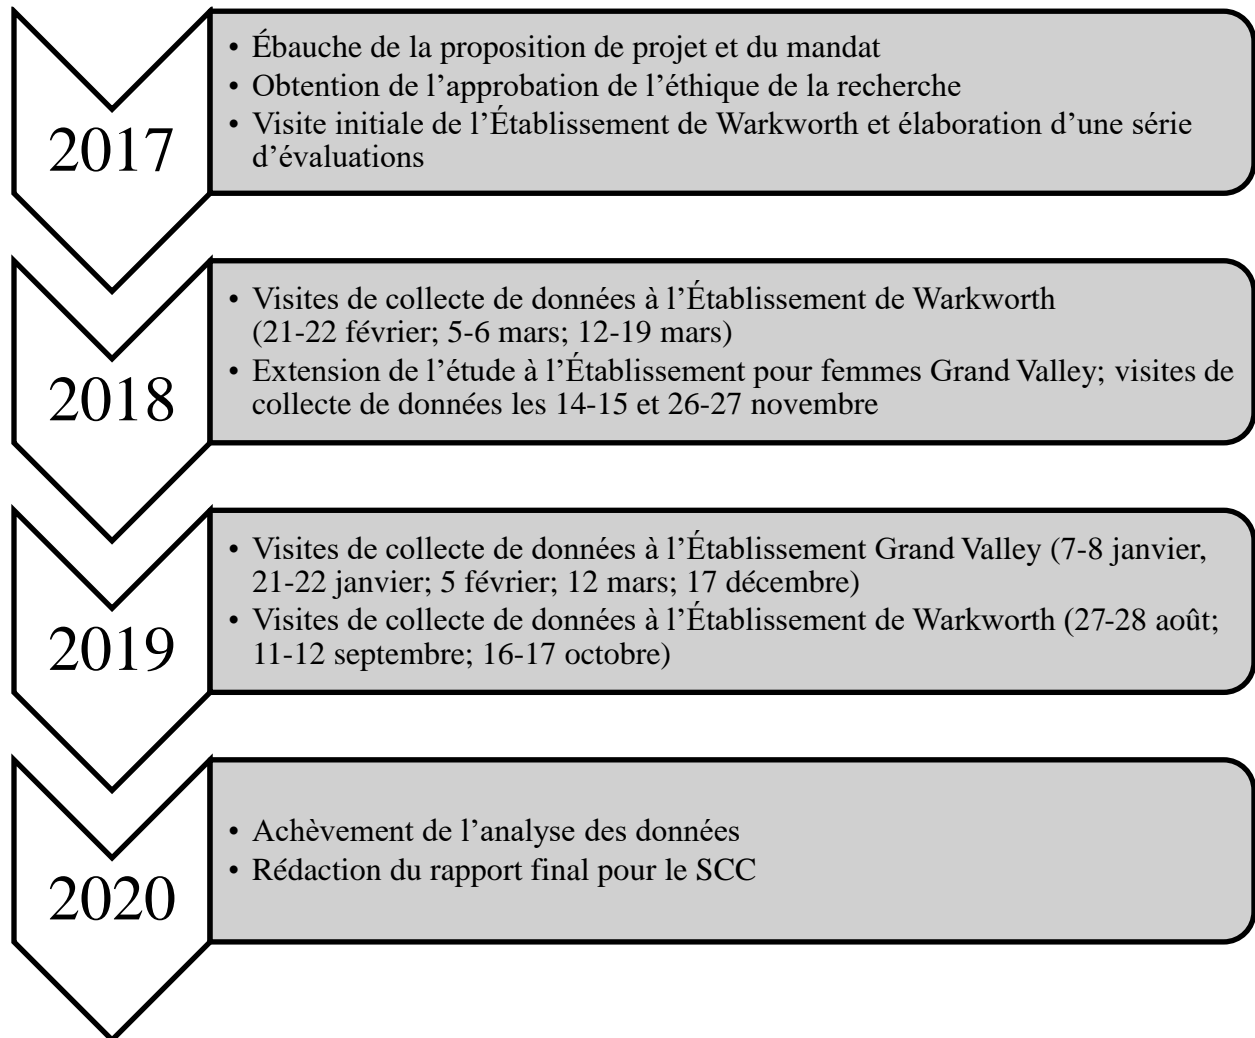 2017
• Ébauche de la proposition de projet et du mandat
• Obtention de l’approbation de l’éthique de la recherche
• Visite initiale de l’Établissement de Warkworth et élaboration d’une série
d’évaluations
2018
• Visites de collecte de données à l’Établissement de Warkworth
(21-22 février; 5-6 mars; 12-19 mars)
• Extension de l’étude à l’Établissement pour femmes Grand Valley; visites de
collecte de données les 14-15 et 26-27 novembre
2019
• Visites de collecte de données à l’Établissement Grand Valley (7-8 janvier,
21-22 janvier; 5 février; 12 mars; 17 décembre)
• Visites de collecte de données à l’Établissement de Warkworth (27-28 août;
11-12 septembre; 16-17 octobre)
2020
• Achèvement de l’analyse des données
• Rédaction du rapport final pour le SCC